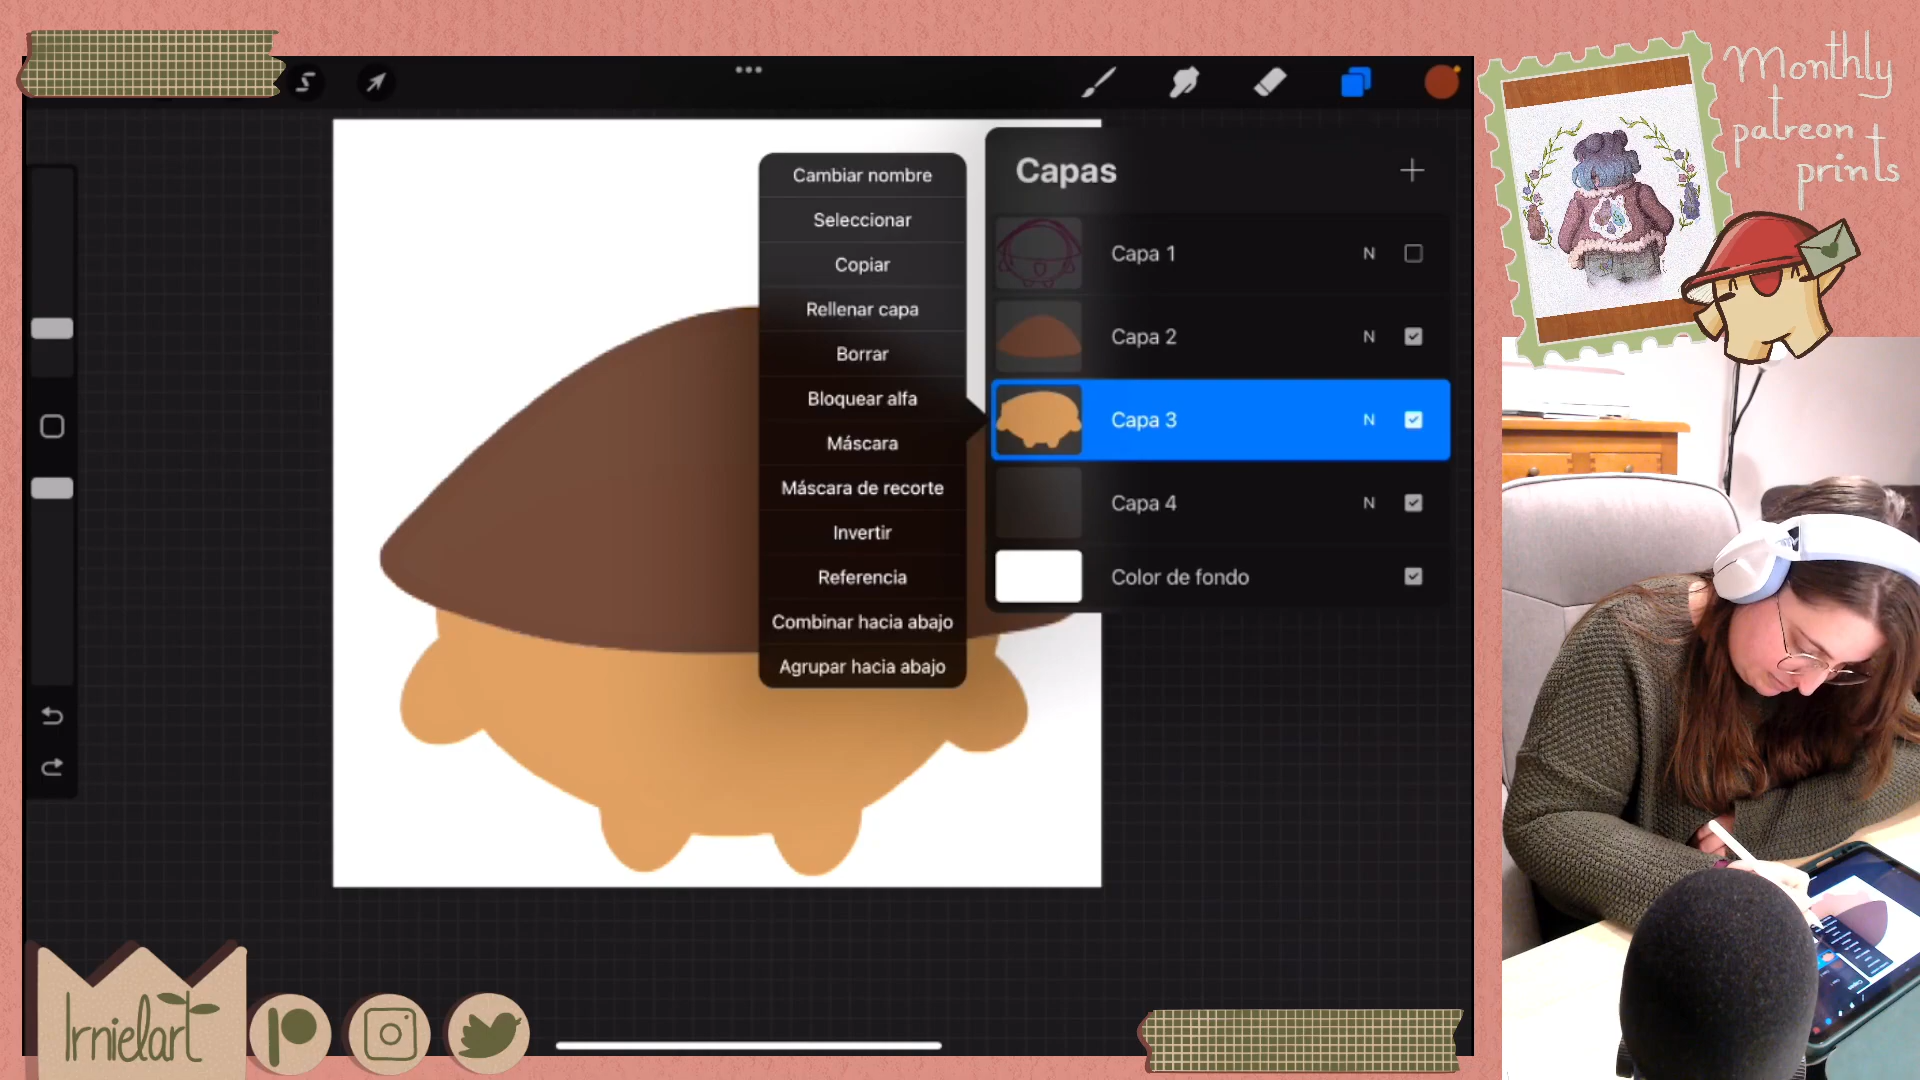 Monthly
patreon
prints
Cambiar nombre
Seleccionar
Copiar
Rellenar capa
Borrar
Bloquear alfa
Máscara
Máscara de recorte
Invertir
Referencia
Combinar hacia abajo
Agrupar hacia abajo
Capas
Capa 1 N
Capa 2 N
Capa 3 N
Capa 4 N
Color de fondo
Irnielart